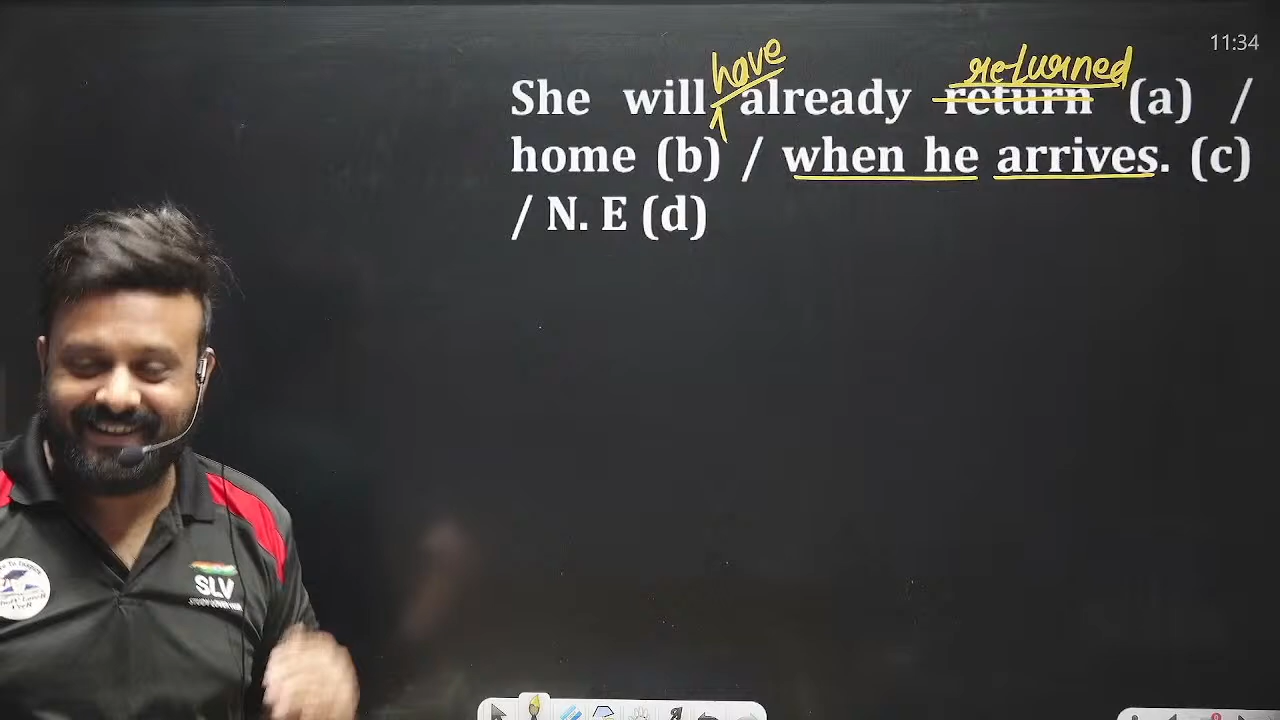 11:34
have returned
She will already return (a) /
home (b) / when he arrives. (c)
/ N. E (d)
SLV